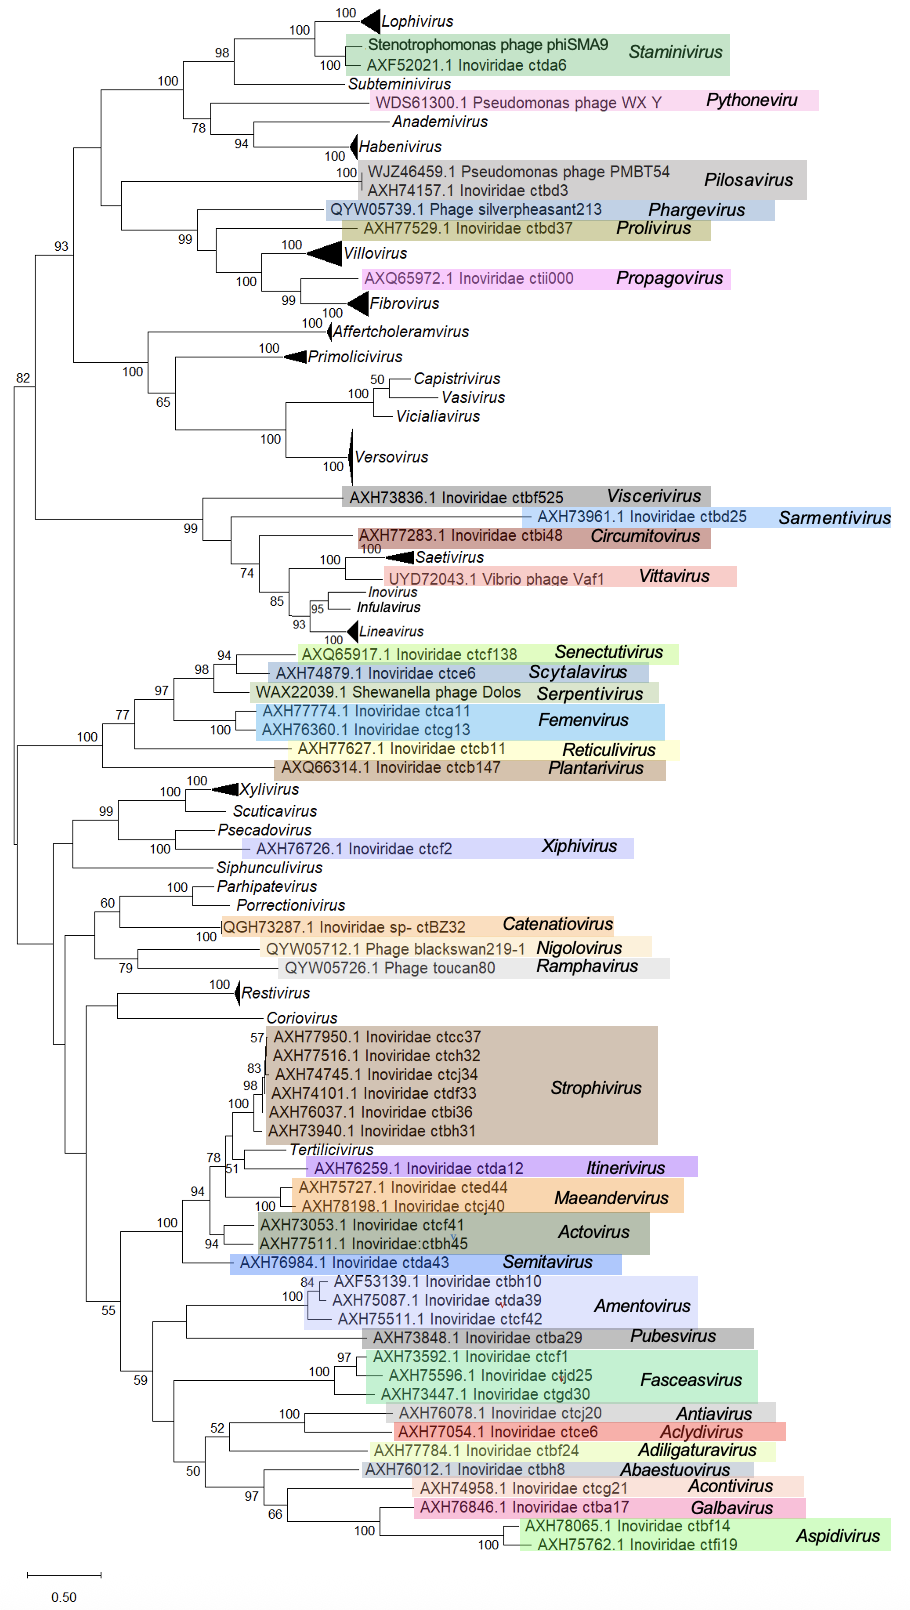 100 Lophivirus
100
Stenotrophomonas phage phiSMA9 Staminivirus
98
100 AXF52021.1 Inoviridae ctda6
100 Subteminivirus
WDS61300.1 Pseudomonas phage WX Y Pythoneviru
78 Anademivirus
94
100 Habenivirus
100 WJZ46459.1 Pseudomonas phage PMBT54 Pilosavirus
AXH74157.1 Inoviridae ctbd3
QYW05739.1 Phage silverpheasant213 Phargevirus
99 AXH77529.1 Inoviridae ctbd37 Prolivirus
93
100 Villovirus
100 AXQ65972.1 Inoviridae ctii000 Propagovirus
99
100 Fibrovirus
100 Affertcholeramvirus
100 Primolicivirus
100
82
50 Capistrivirus
65 100 Vasivirus
Vicialiavirus
100
100 Versovirus
AXH73836.1 Inoviridae ctbf525 Viscerivirus
99 AXH73961.1 Inoviridae ctbd25 Sarmentivirus
AXH77283.1 Inoviridae ctbi48 Circumitovirus
100
100 Saetivirus
74 UYD72043.1 Vibrio phage Vaf1 Vittavirus
85 Inovirus
95 Infulavirus
93
100 Lineavirus
94 AXQ65917.1 Inoviridae ctcf138 Senectutivirus
98 AXH74879.1 Inoviridae ctce6 Scytalavirus
97 WAX22039.1 Shewanella phage Dolos Serpentivirus
77 AXH77774.1 Inoviridae ctca11 Femenvirus
100 AXH76360.1 Inoviridae ctcg13
100 AXH77627.1 Inoviridae ctcb11 Reticulivirus
AXQ66314.1 Inoviridae ctcb147 Plantarivirus
100 Xylivirus
100
99 Scuticavirus
Psecadovirus
100 AXH76726.1 Inoviridae ctcf2 Xiphivirus
Siphunculivirus
100 Parhipatevirus
60 Porrectionivirus
100 QGH73287.1 Inoviridae sp- ctBZ32 Catenatiovirus
QYW05712.1 Phage blackswan219-1 Nigolovirus
79 QYW05726.1 Phage toucan80 Ramphavirus
100 Restivirus
Coriovirus
57 AXH77950.1 Inoviridae ctcc37
AXH77516.1 Inoviridae ctch32
83 AXH74745.1 Inoviridae ctcj34
98 AXH74101.1 Inoviridae ctdf33 Strophivirus
100 AXH76037.1 Inoviridae ctbi36
AXH73940.1 Inoviridae ctbh31
78 Tertilicivirus
51 AXH76259.1 Inoviridae ctda12 Itinerivirus
94 AXH75727.1 Inoviridae cted44 Maeandervirus
100 AXH78198.1 Inoviridae ctcj40
100 AXH73053.1 Inoviridae ctcf41 Actovirus
94 AXH77511.1 Inoviridae:ctbh45
AXH76984.1 Inoviridae ctda43 Semitavirus
84 AXF53139.1 Inoviridae ctbh10
100 AXH75087.1 Inoviridae ctda39 Amentovirus
55 AXH75511.1 Inoviridae ctcf42
AXH73848.1 Inoviridae ctba29 Pubesvirus
97 AXH73592.1 Inoviridae ctcf1
59 100 AXH75596.1 Inoviridae ctjd25 Fasceasvirus
AXH73447.1 Inoviridae ctgd30
100 AXH76078.1 Inoviridae ctcj20 Antiavirus
52 AXH77054.1 Inoviridae ctce6 Aclydivirus
AXH77784.1 Inoviridae ctbf24 Adiligaturavirus
50 AXH76012.1 Inoviridae ctbh8 Abaestuovirus
97 AXH74958.1 Inoviridae ctcg21 Acontivirus
66 AXH76846.1 Inoviridae ctba17 Galbavirus
100 AXH78065.1 Inoviridae ctbf14 Aspidivirus
100 AXH75762.1 Inoviridae ctfi19
0.50